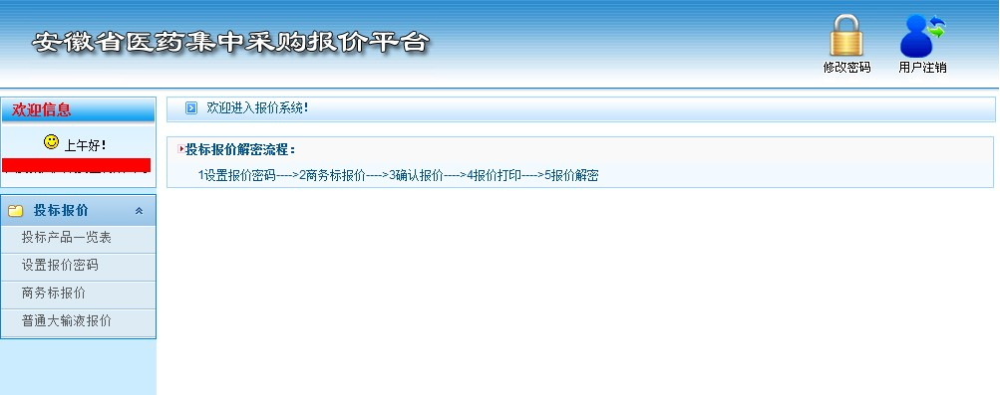 安徽省医药集中采购报价平台
修改密码
用户注销
欢迎信息
上午好!
欢迎进入报价系统!
投标报价解密流程：
1设置报价密码---->2商务标报价---->3确认报价---->4报价打印---->5报价解密
投标报价
投标产品一览表
设置报价密码
商务标报价
普通大输液报价